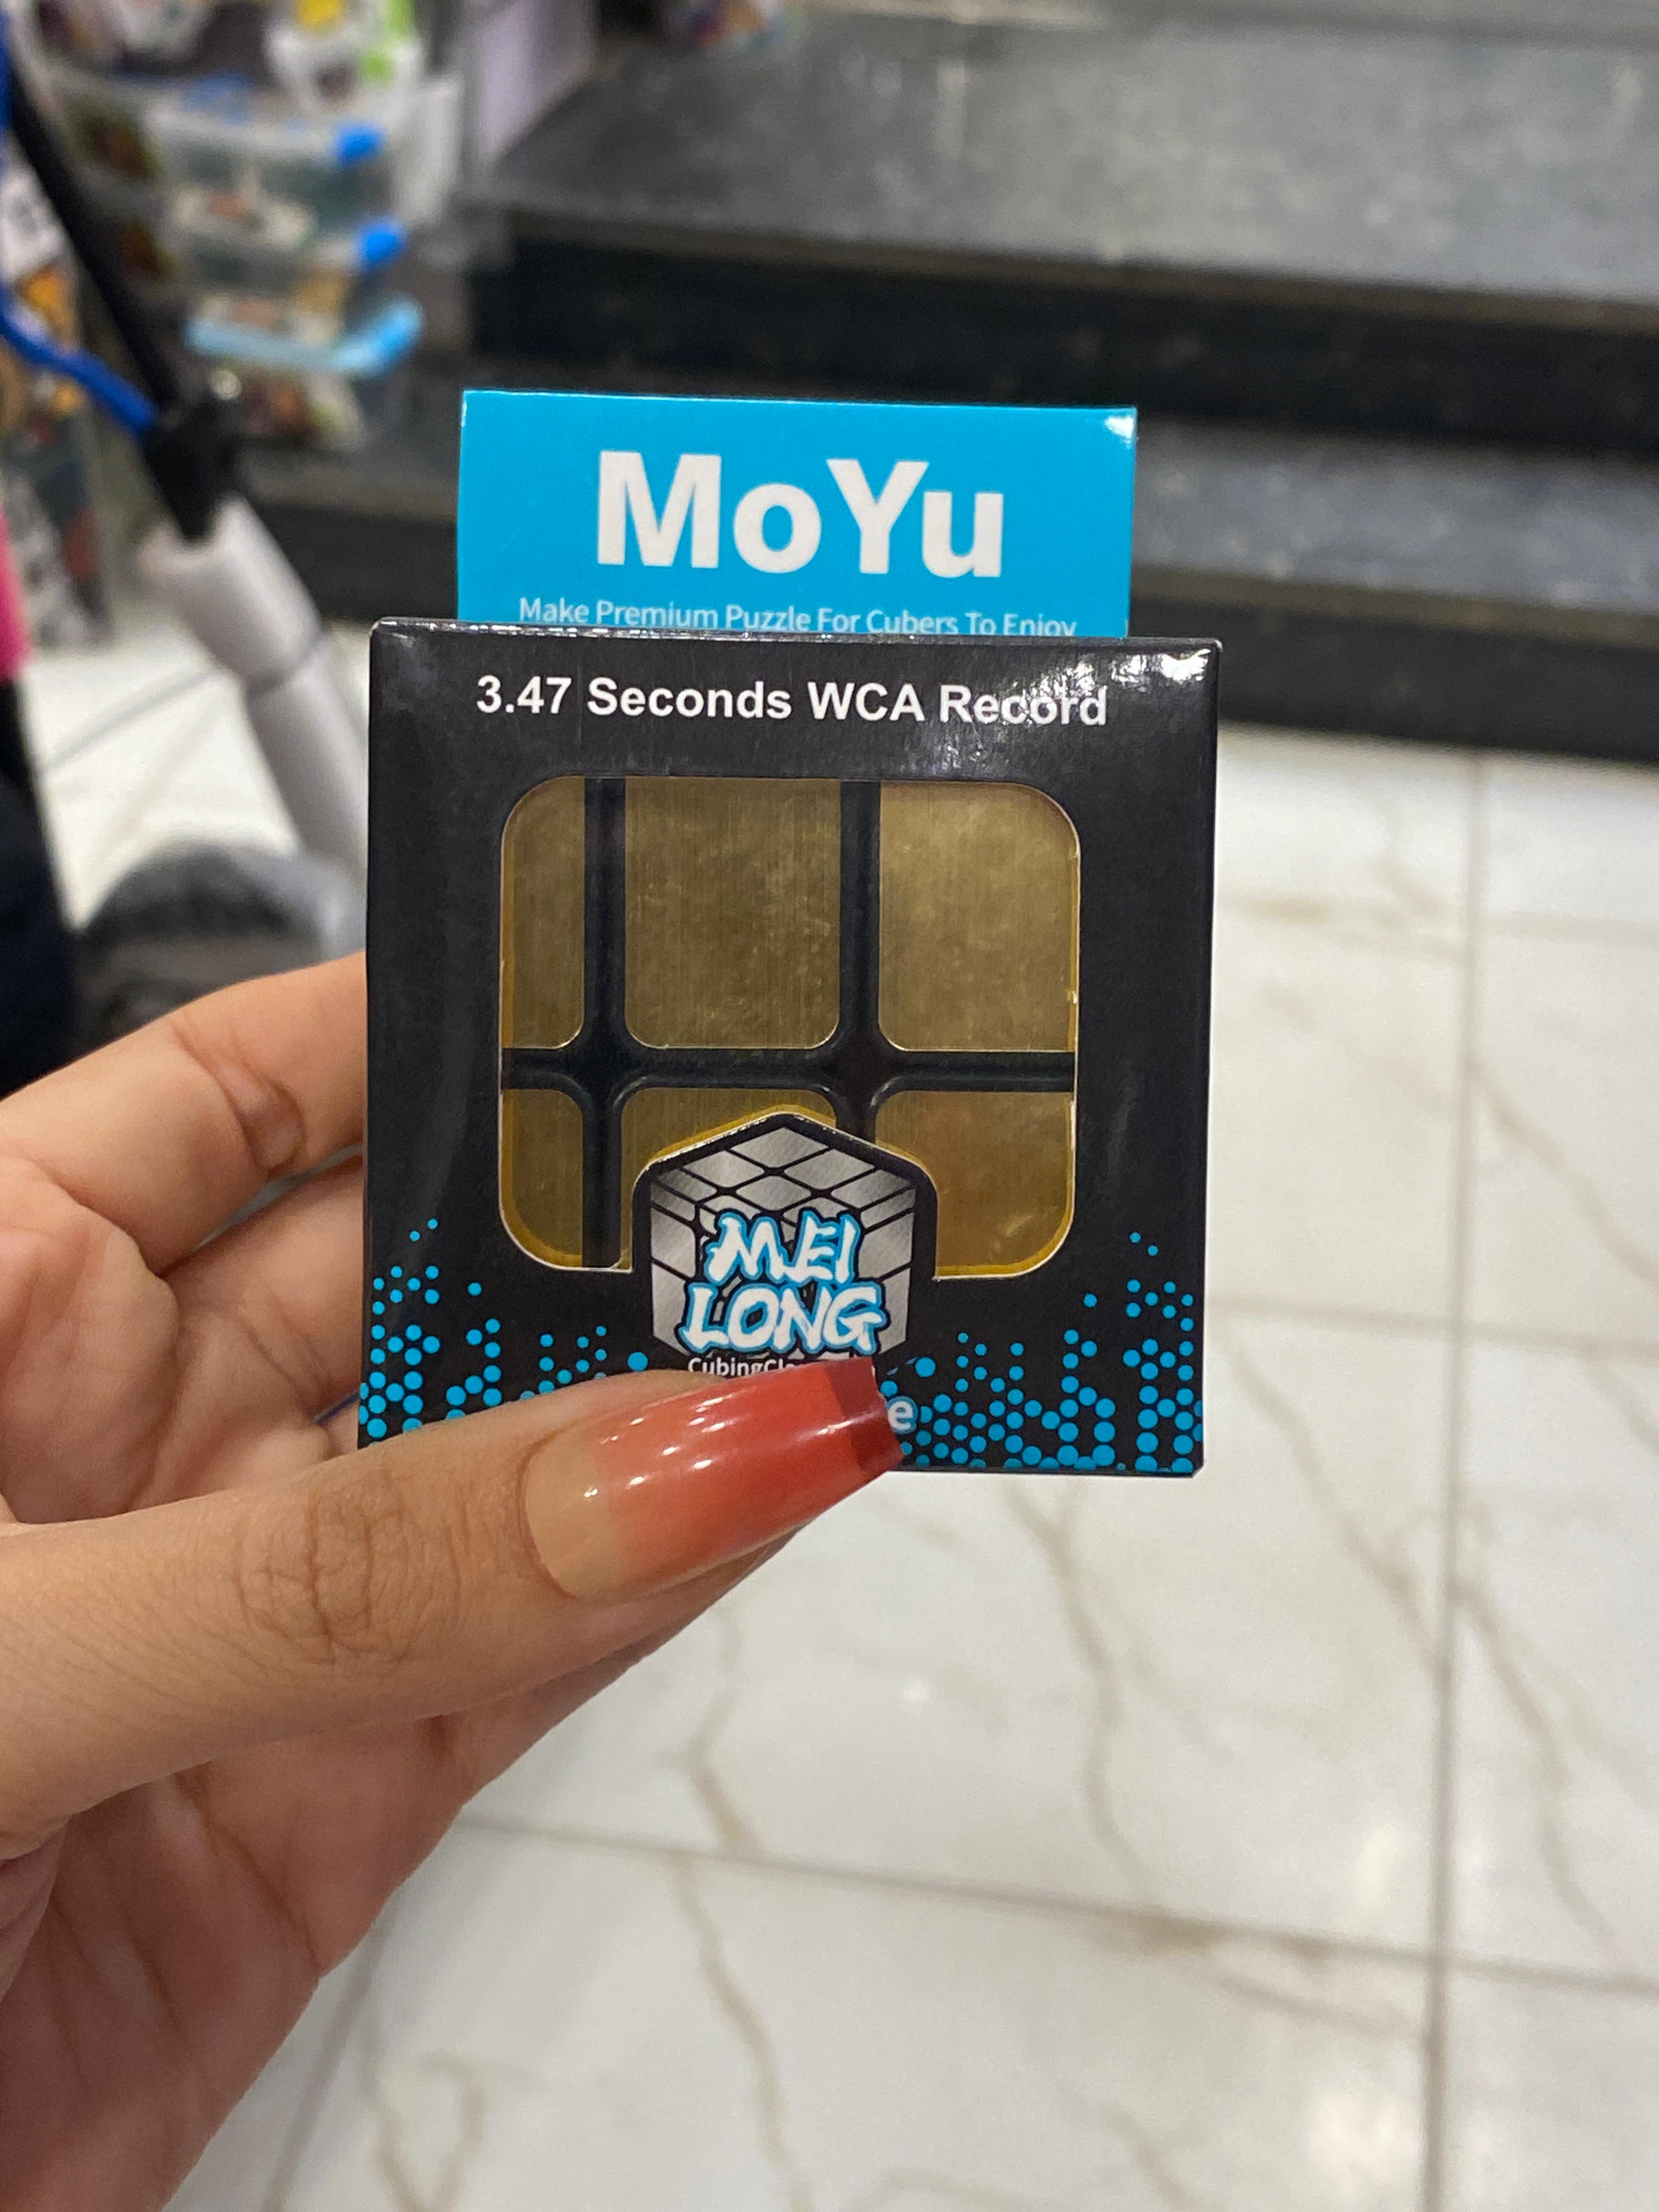 MoYu
Make Premium Puzzle For Cubers To Enjoy
3.47 Seconds WCA Record
MEI
LONG